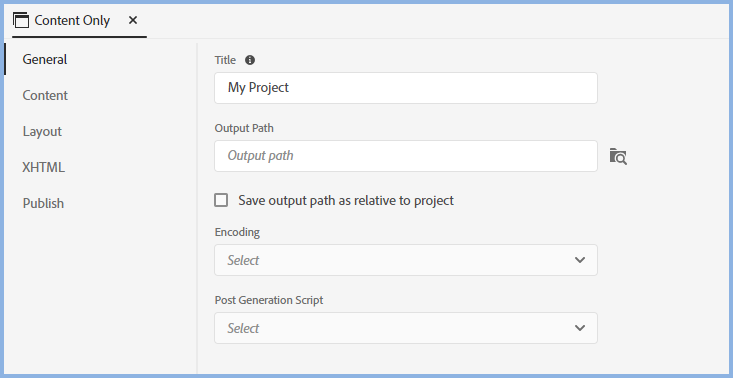 Content Only
General
Content
Layout
XHTML
Publish
Title
My Project
Output Path
Output path
Save output path as relative to project
Encoding
Select
Post Generation Script
Select